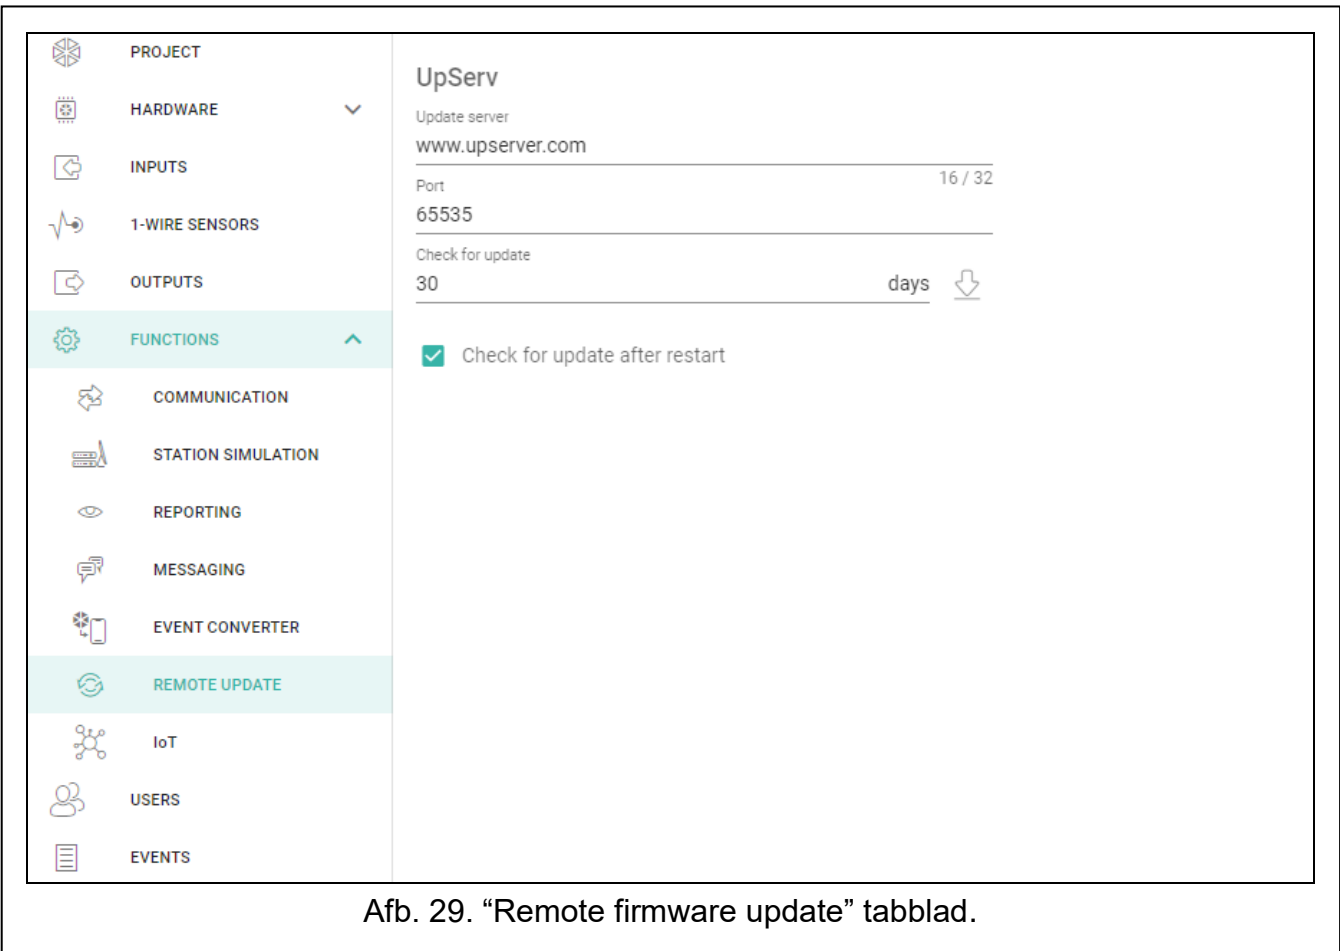 PROJECT
HARDWARE
INPUTS
1-WIRE SENSORS
OUTPUTS
FUNCTIONS
COMMUNICATION
STATION SIMULATION
REPORTING
MESSAGING
EVENT CONVERTER
REMOTE UPDATE
IoT
USERS
EVENTS
UpServ
Update server
www.upserver.com
16 / 32
Port
65535
Check for update
30 days
Check for update after restart
Afb. 29. “Remote firmware update” tabblad.